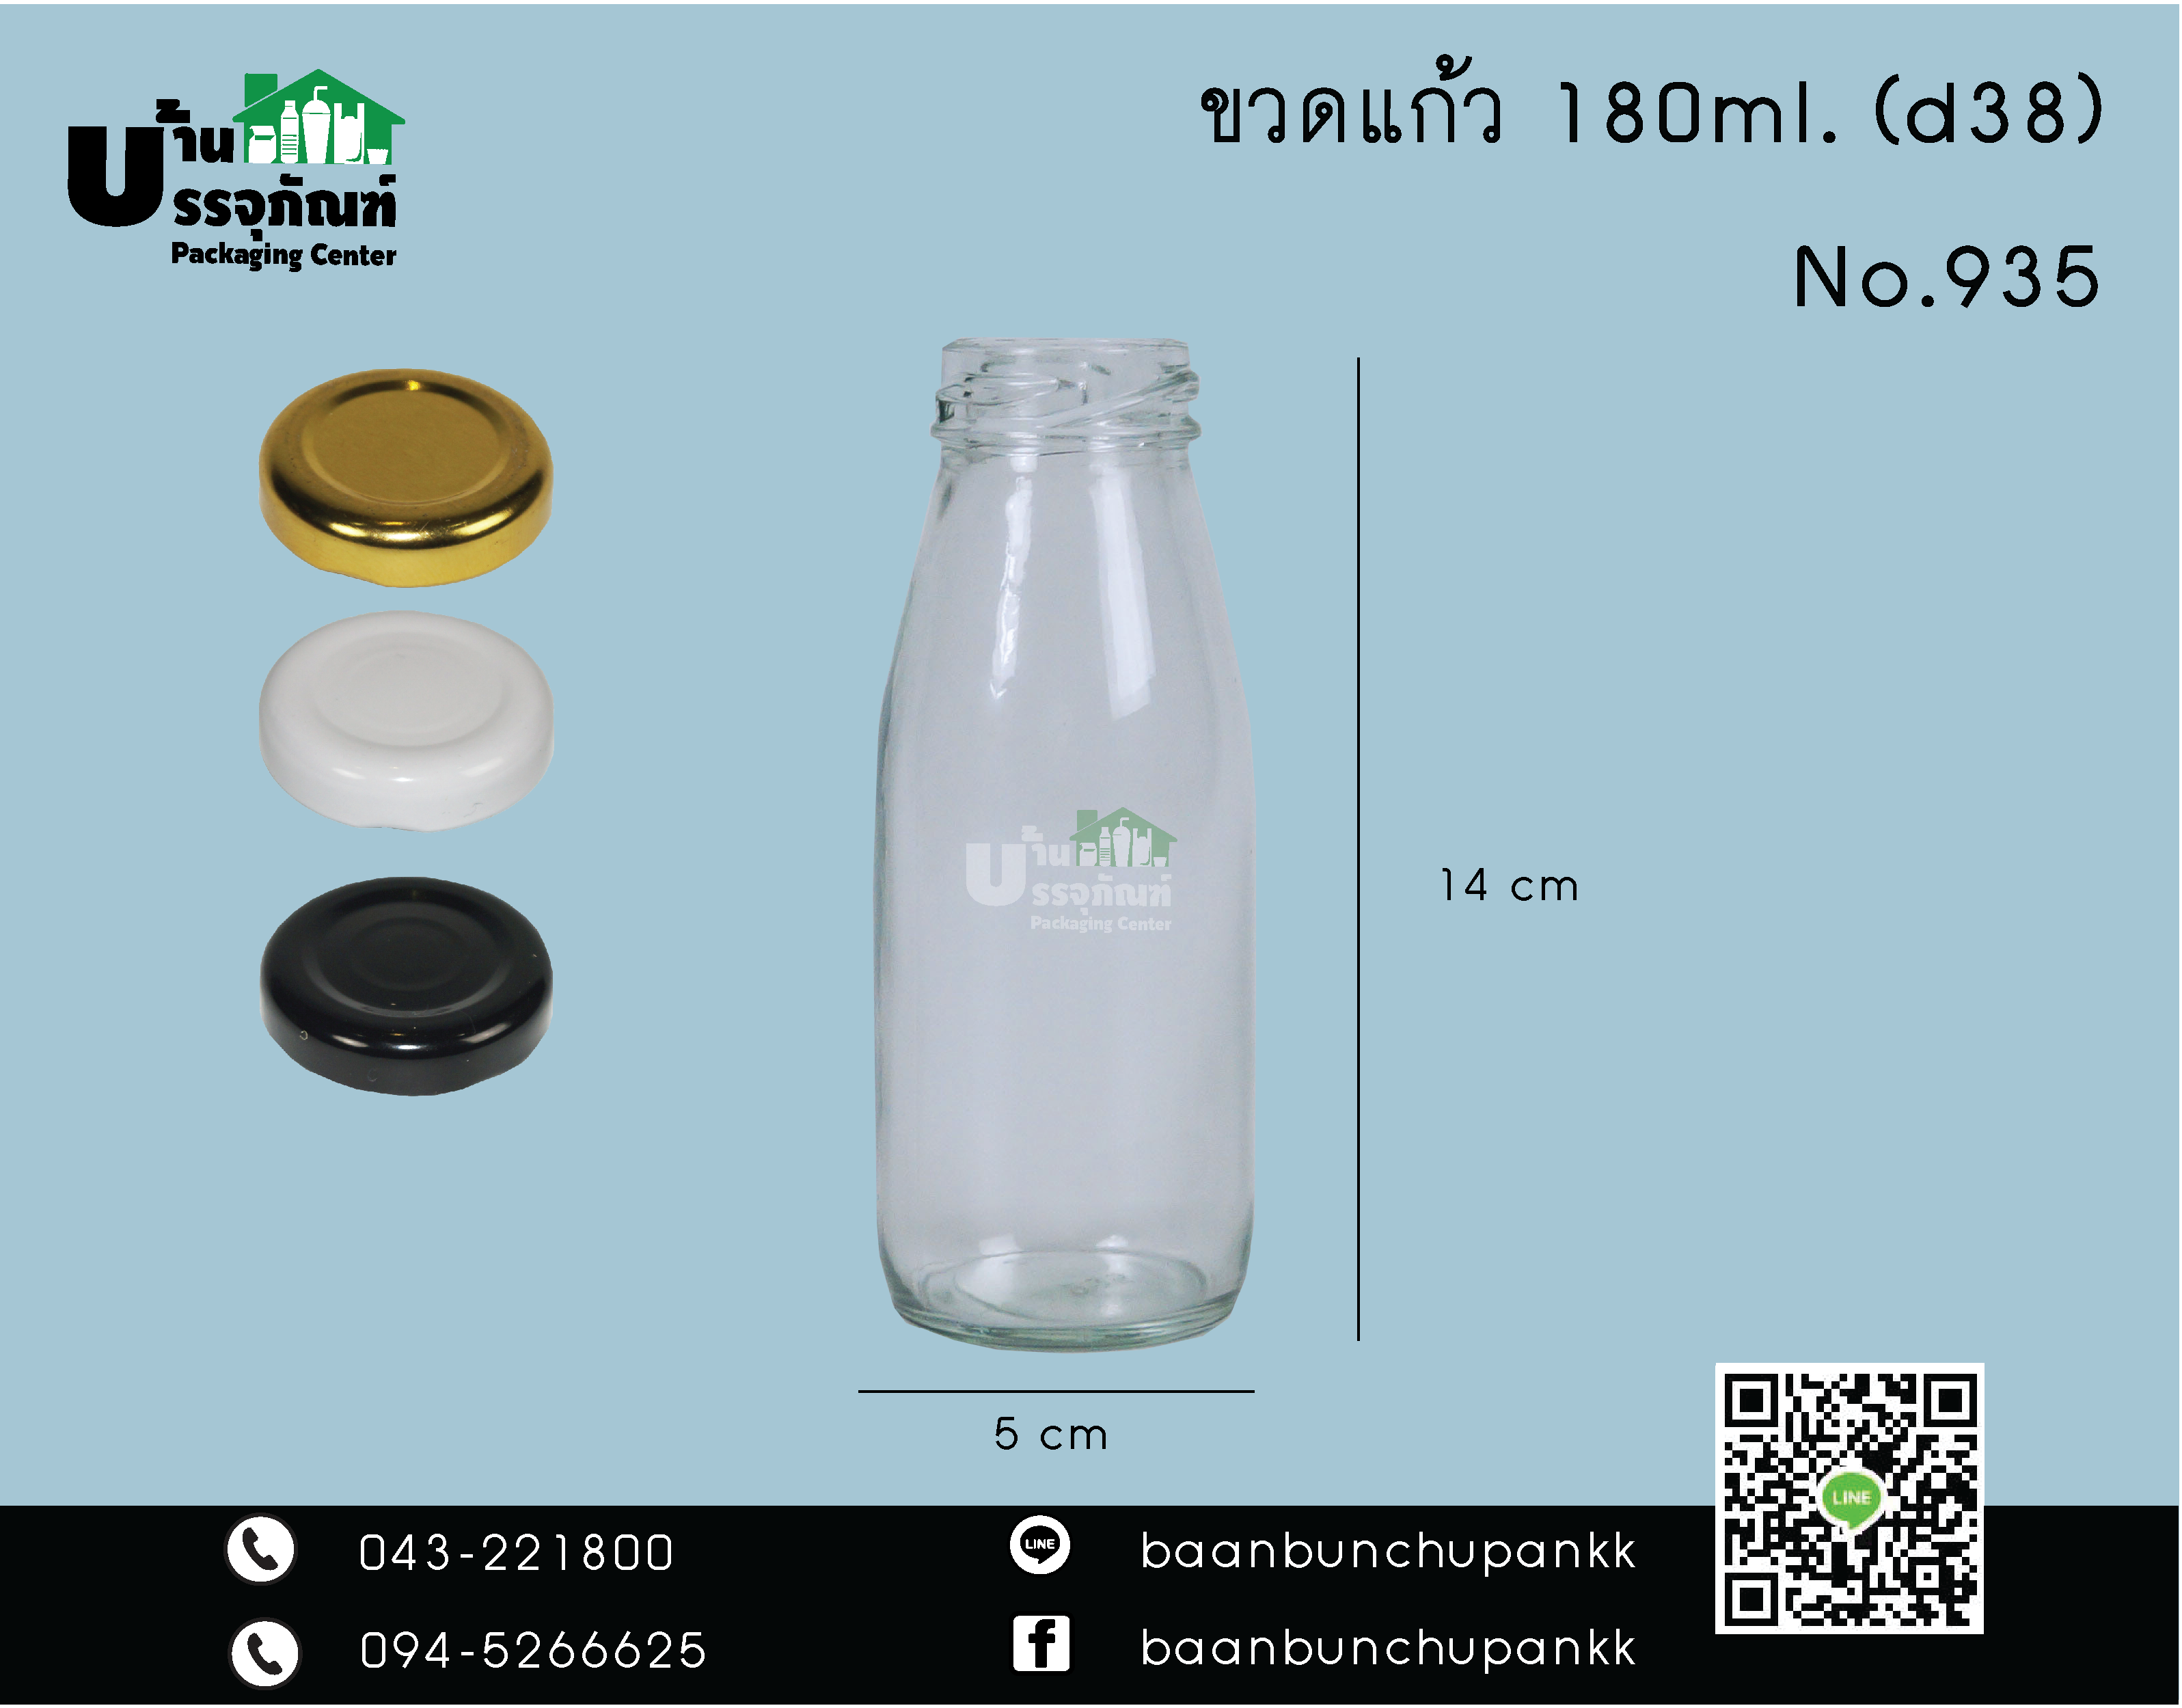 บ้าน
บรรจุภัณฑ์
Packaging Center
ขวดแก้ว 180ml. (d38)
No.935
บ้าน
บรรจุภัณฑ์
Packaging Center
14 cm
5 cm
043-221800
LINE
baanbunchupankk
LINE
094-5266625
f
baanbunchupankk